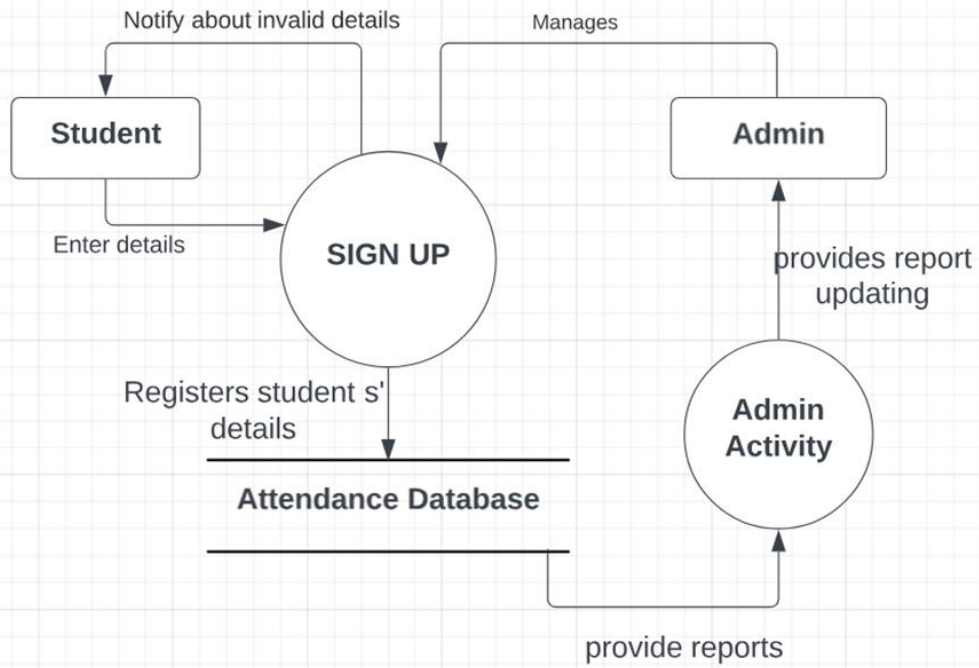 Notify about invalid details
Manages
Student
Admin
Enter details
SIGN UP
provides report
updating
Registers student s'
details
Admin
Activity
Attendance Database
provide reports